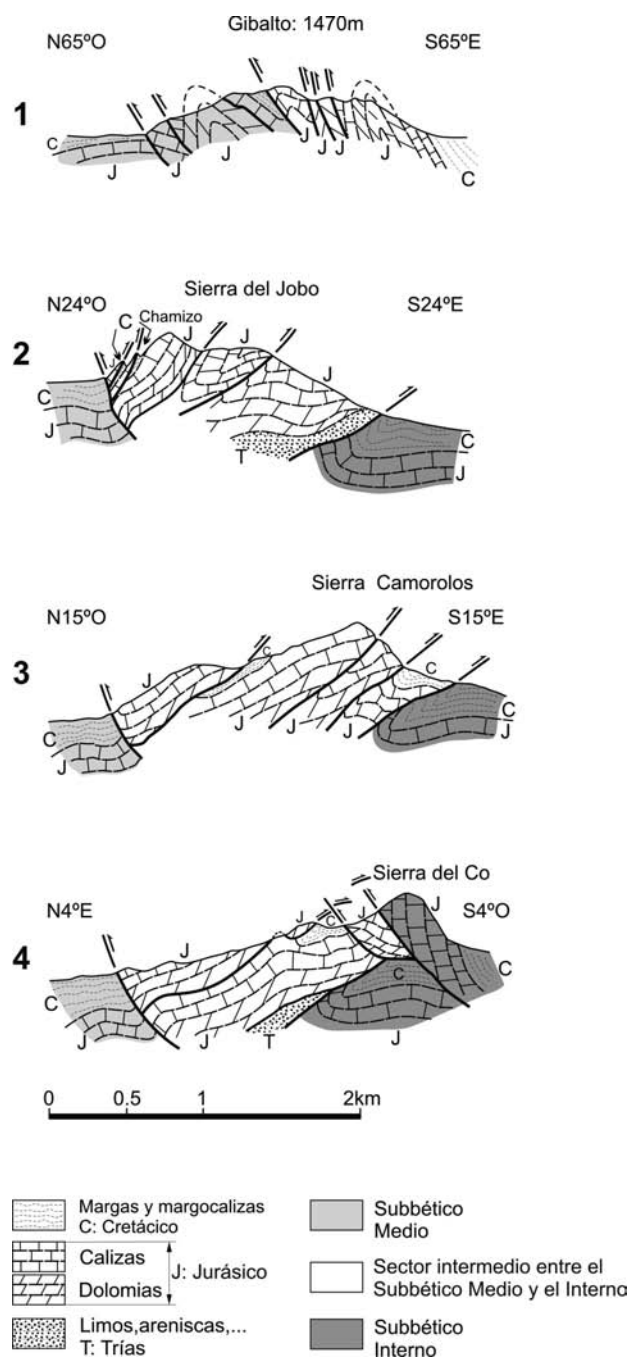 Gibalto: 1470m
N65ºO S65ºE
1
C J J J J J J J C
Sierra del Jobo
N24ºO C Chamizo J J S24ºE
2
J
C
J
T
C
J
Sierra Camorolos
N15ºO S15ºE
3
J
c
c
C
J
J
C
J
Sierra del Co
N4ºE S4ºO
4
J
J
c
J
J
C
J
C
c
J
T
J
0 0.5 1 2km
Margas y margocalizas
C: Cretácico
Calizas
J: Jurásico
Dolomias
Limos,areniscas,...
T: Trías
Subbético
Medio
Sector intermedio entre el
Subbético Medio y el Interno
Subbético
Interno